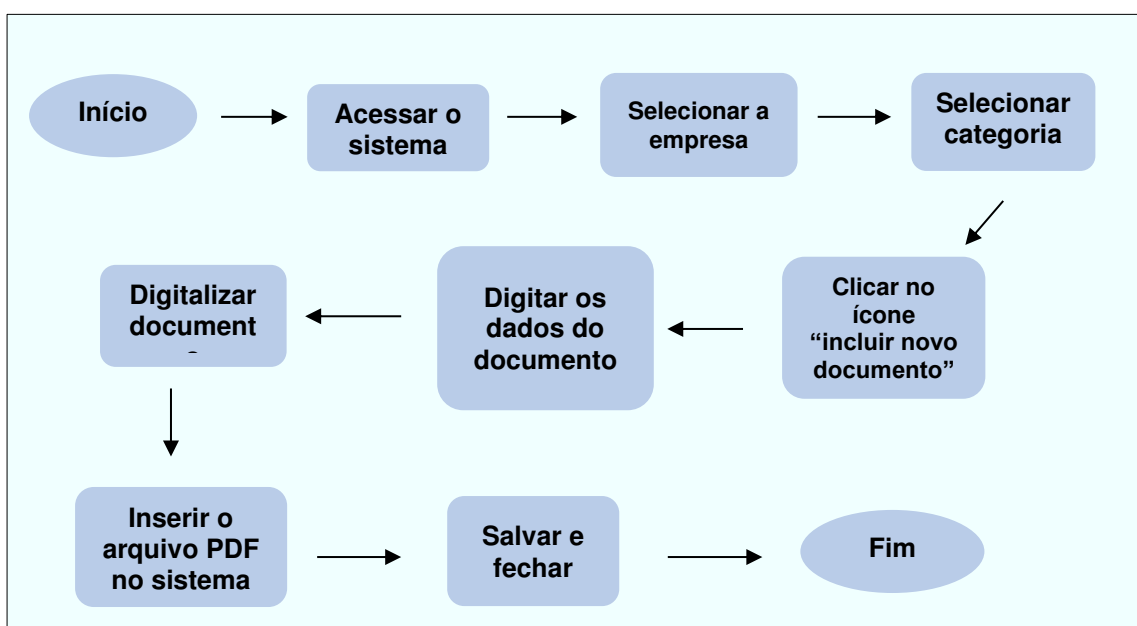 Início
Acessar o
sistema
Selecionar a
empresa
Selecionar
categoria
Clicar no
ícone
“incluir novo
documento”
Digitar os
dados do
documento
Digitalizar
document
Inserir o
arquivo PDF
no sistema
Salvar e
fechar
Fim